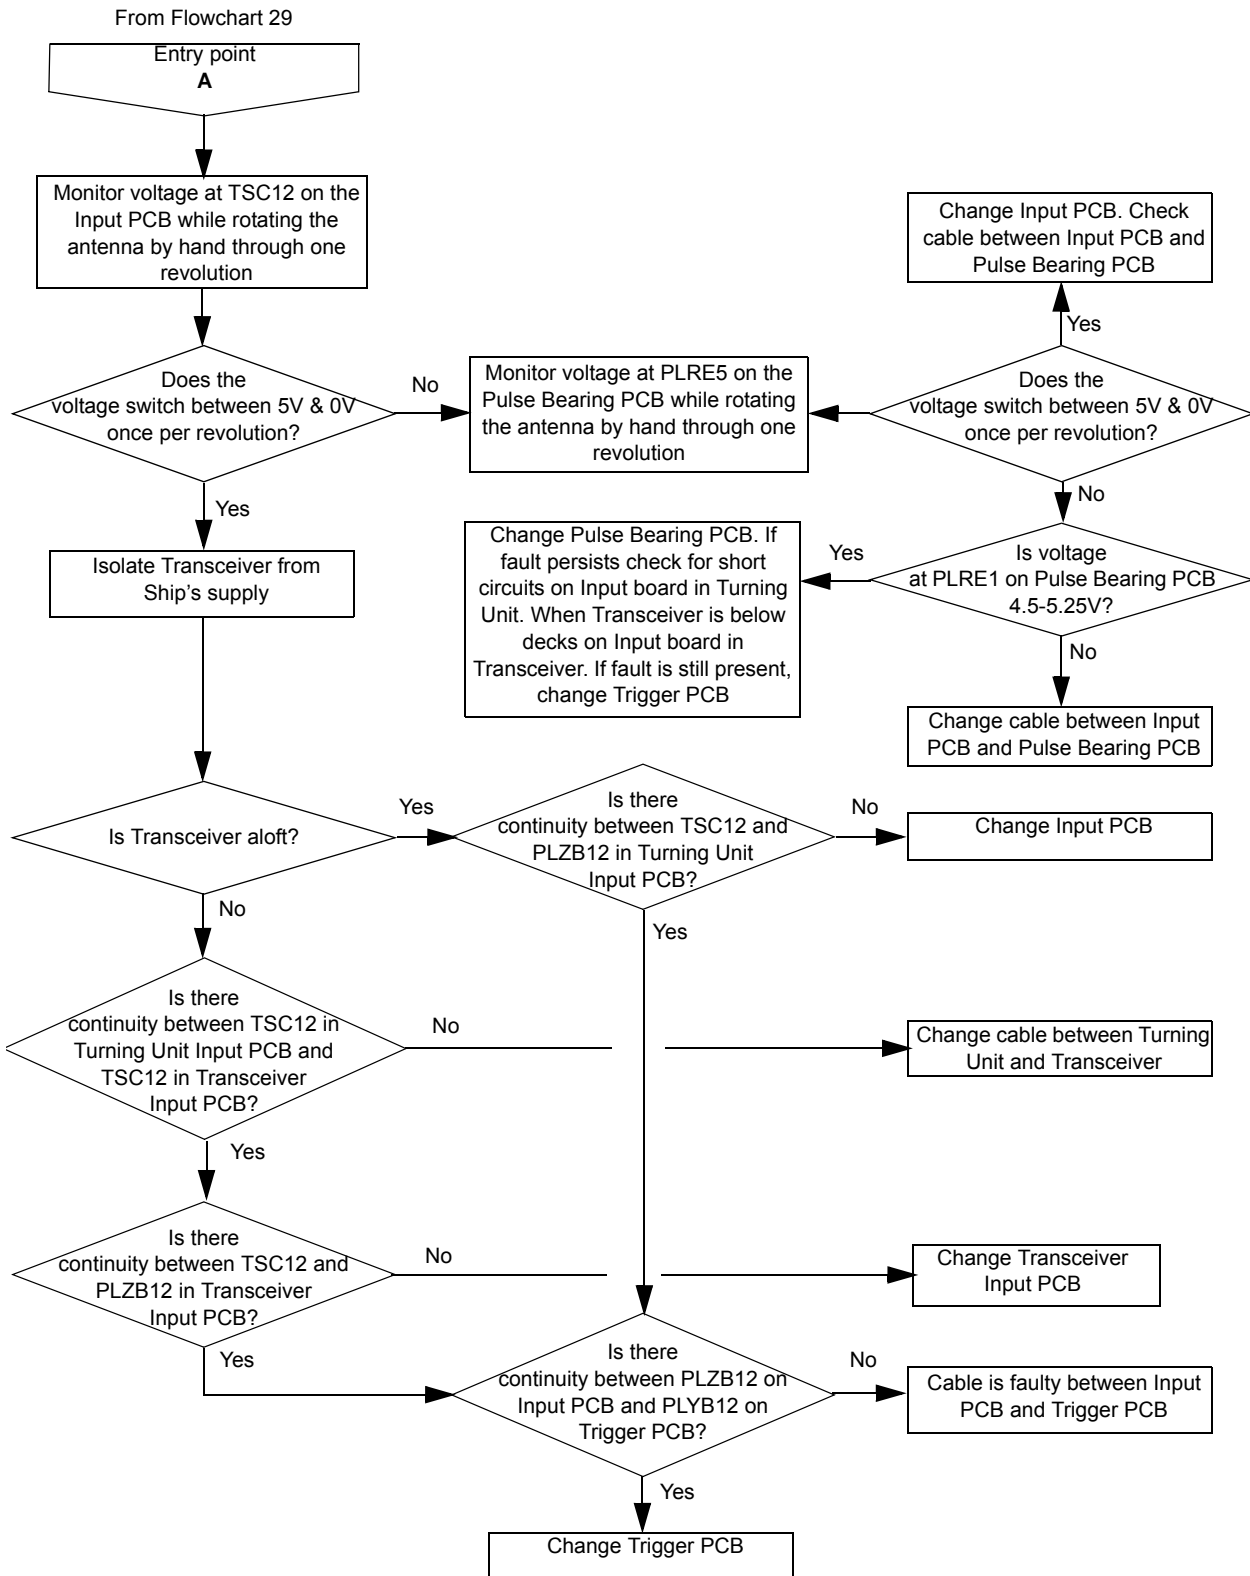 From Flowchart 29
Entry point
A
Monitor voltage at TSC12 on the
Input PCB while rotating the
antenna by hand through one
revolution
Change Input PCB. Check
cable between Input PCB and
Pulse Bearing PCB
Yes
Does the
voltage switch between 5V & 0V
once per revolution?
No
Monitor voltage at PLRE5 on the
Pulse Bearing PCB while rotating
the antenna by hand through one
revolution
Does the
voltage switch between 5V & 0V
once per revolution?
Yes
No
Isolate Transceiver from
Ship's supply
Change Pulse Bearing PCB. If
fault persists check for short
circuits on Input board in Turning
Unit. When Transceiver is below
decks on Input board in
Transceiver. If fault is still present,
change Trigger PCB
Yes
Is voltage
at PLRE1 on Pulse Bearing PCB
4.5-5.25V?
No
Change cable between Input
PCB and Pulse Bearing PCB
Is Transceiver aloft?
Yes
Is there
continuity between TSC12 and
PLZB12 in Turning Unit
Input PCB?
No
Change Input PCB
No
Yes
Is there
continuity between TSC12 in
Turning Unit Input PCB and
TSC12 in Transceiver
Input PCB?
No
Change cable between Turning
Unit and Transceiver
Yes
Is there
continuity between TSC12 and
PLZB12 in Transceiver
Input PCB?
No
Change Transceiver
Input PCB
Yes
Is there
continuity between PLZB12 on
Input PCB and PLYB12 on
Trigger PCB?
No
Cable is faulty between Input
PCB and Trigger PCB
Yes
Change Trigger PCB